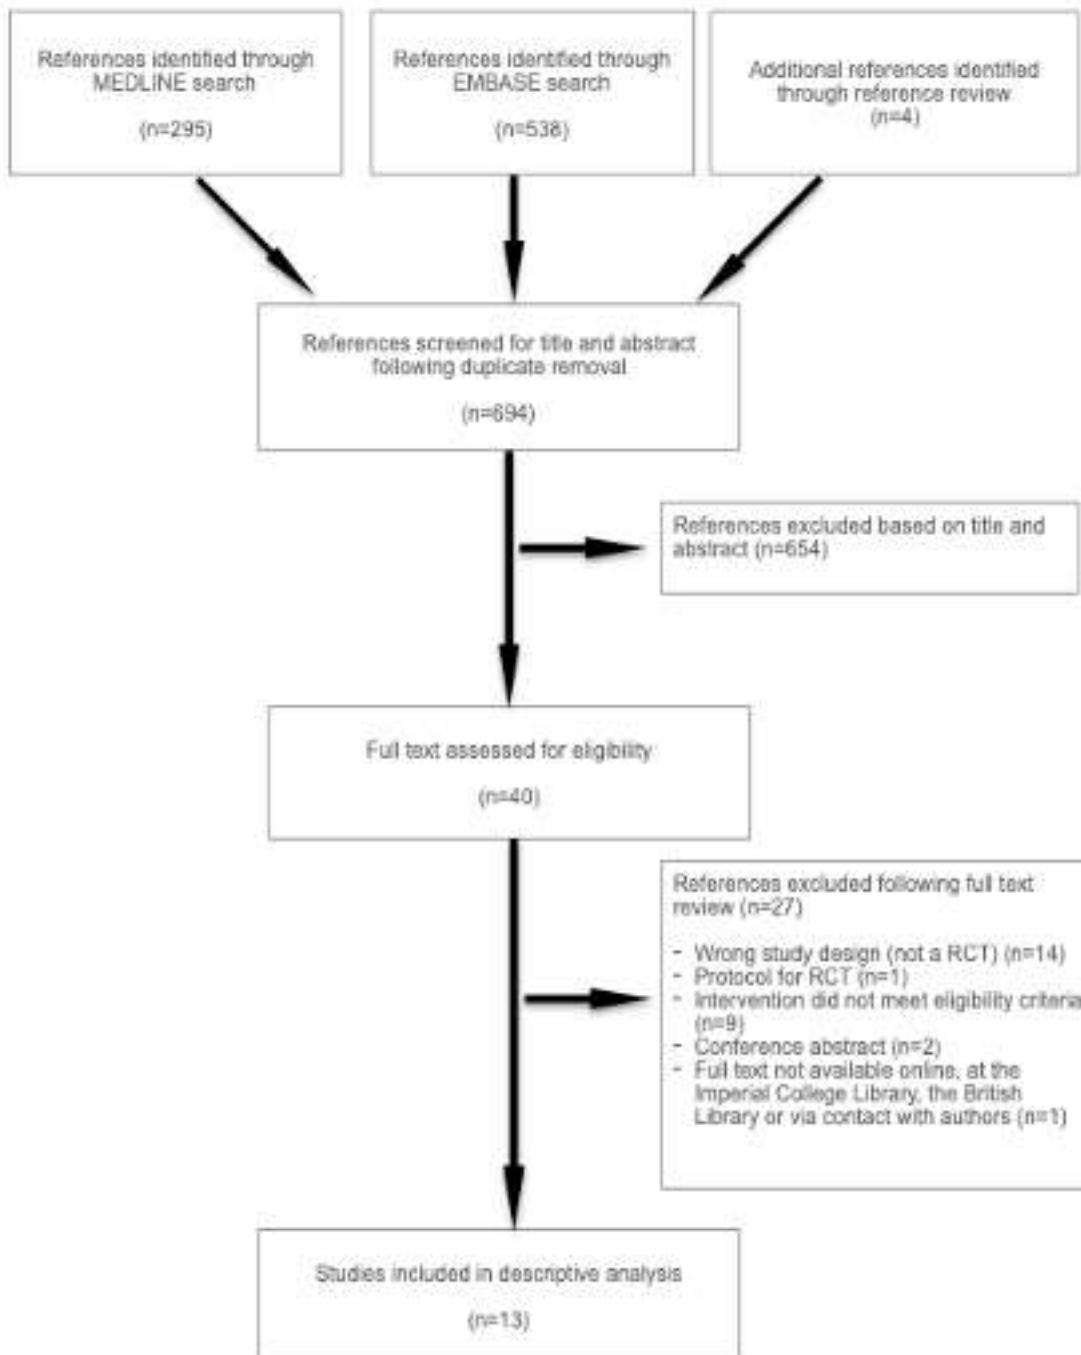 References identified through
MEDLINE search
(n=295)
References identified through
EMBASE search
(n=538)
Additional references identified
through reference review
(n=4)
References screened for title and abstract
following duplicate removal
(n=694)
References excluded based on title and
abstract (n=654)
Full text assessed for eligibility
(n=40)
References excluded following full text
review (n=27)
- Wrong study design (not a RCT) (n=14)
- Protocol for RCT (n=1)
- Intervention did not meet eligibility criteria
(n=9)
- Conference abstract (n=2)
- Full text not available online, at the
Imperial College Library, the British
Library or via contact with authors (n=1)
Studies included in descriptive analysis
(n=13)